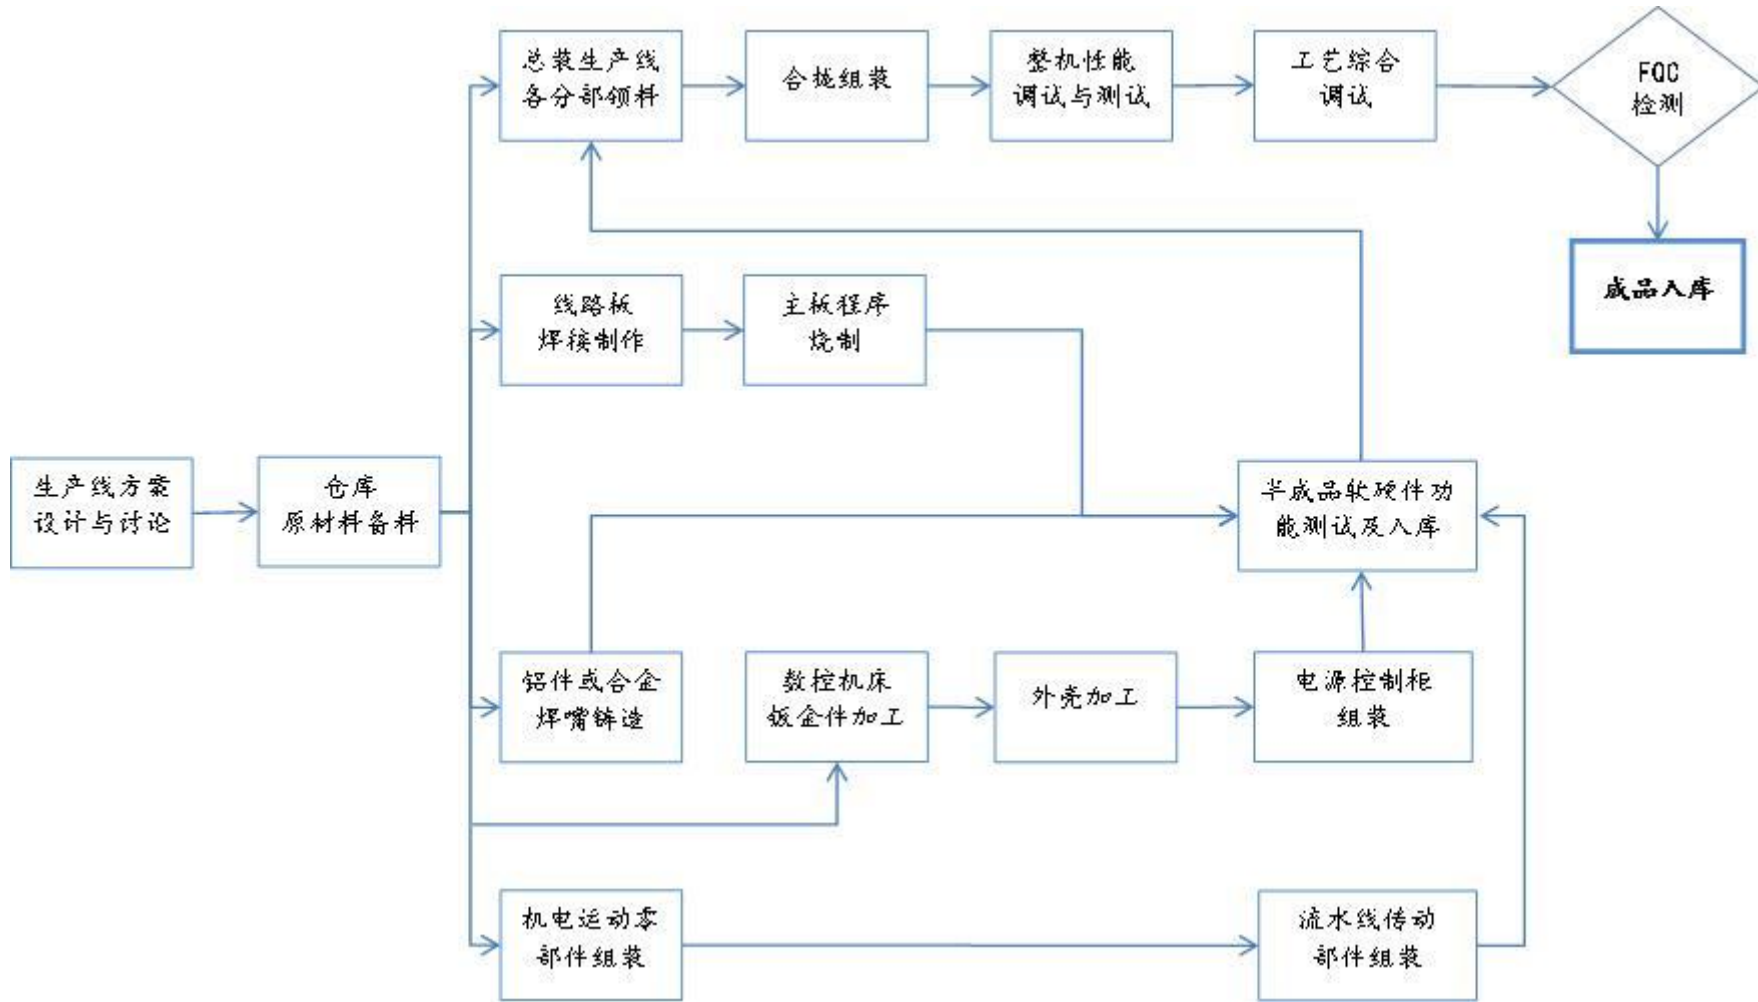 总装生产线
各分部领料
合拢组装
整机性能
调试与测试
工艺综合
调试
FQC
检测
成品入库
线路板
焊接制作
主板程序
烧制
生产线方案
设计与讨论
仓库
原材料备料
半成品软硬件功
能测试及入库
铝件或合金
焊嘴铸造
数控机床
钣金件加工
外壳加工
电源控制柜
组装
机电运动零
部件组装
流水线传动
部件组装